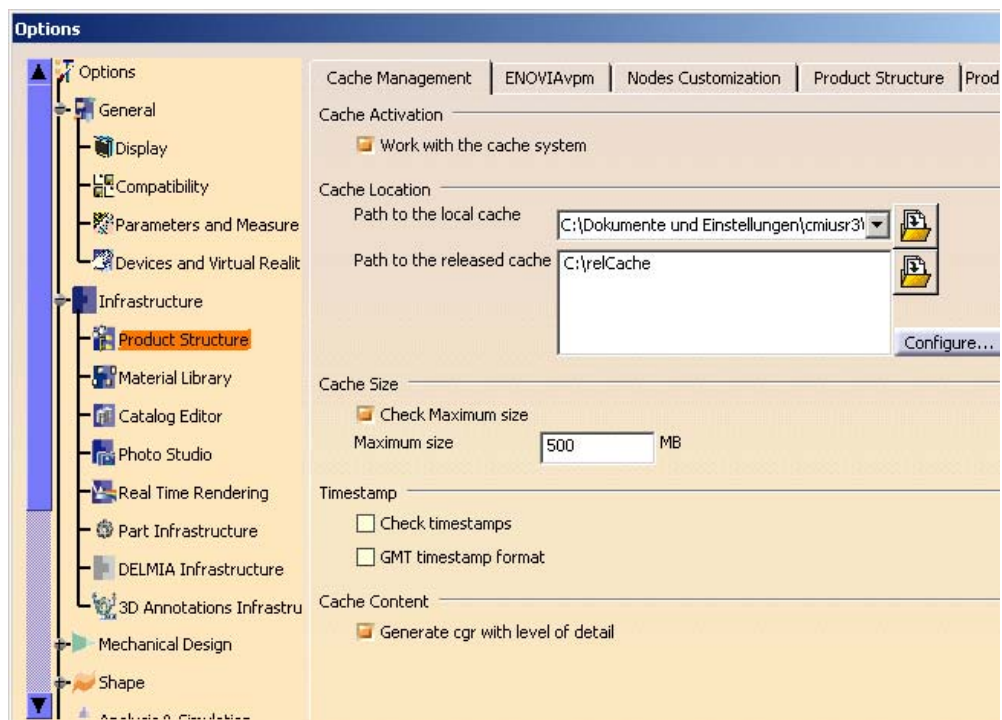 Options
Options
General
Display
Compatibility
Parameters and Measure
Devices and Virtual Realit
Infrastructure
Product Structure
Material Library
Catalog Editor
Photo Studio
Real Time Rendering
Part Infrastructure
DELMIA Infrastructure
3D Annotations Infrastru
Mechanical Design
Shape
Analysis & Simulation
Cache Management ENOVIAvpm Nodes Customization Product Structure Prod
Cache Activation
Work with the cache system
Cache Location
Path to the local cache C:\Dokumente und Einstellungen\cmiusr3\
Path to the released cache C:\relCache
Configure...
Cache Size
Check Maximum size
Maximum size 500 MB
Timestamp
Check timestamps
GMT timestamp format
Cache Content
Generate cgr with level of detail